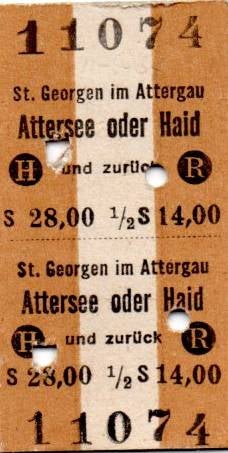 11074
St. Georgen im Attergau
Attersee oder Haid
H und zurück R
S 28,00 ½ S 14,00
St. Georgen im Attergau
Attersee oder Haid
H und zurück R
S 28,00 ½ S 14,00
11074